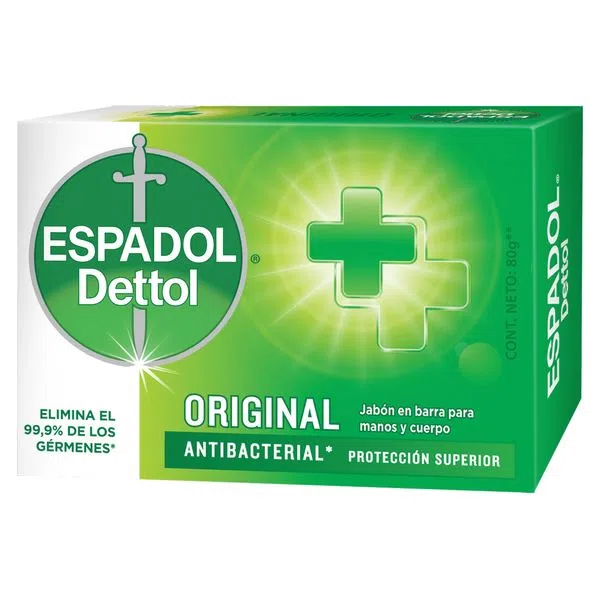 ESPADOL
Dettol
®
ELIMINA EL
99,9% DE LOS
GÉRMENES*
ORIGINAL
ANTIBACTERIAL*
Jabón en barra para
manos y cuerpo
PROTECCIÓN SUPERIOR
CONT. NETO: 80g**
ESPADOL®
Dettol
ORIGINAL